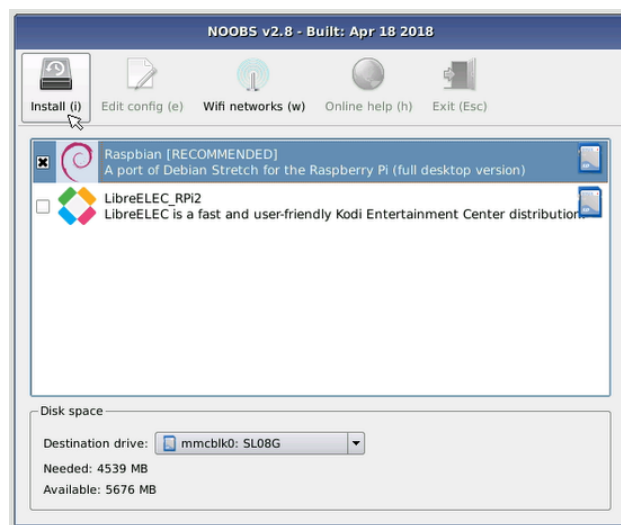 NOOBS v2.8 - Built: Apr 18 2018
Install (i) Edit config (e) Wifi networks (w) Online help (h) Exit (Esc)
Raspbian [RECOMMENDED]
A port of Debian Stretch for the Raspberry Pi (full desktop version)
LibreELEC_RPi2
LibreELEC is a fast and user-friendly Kodi Entertainment Center distribution.
Disk space
Destination drive: mmcblk0: SL08G
Needed: 4539 MB
Available: 5676 MB